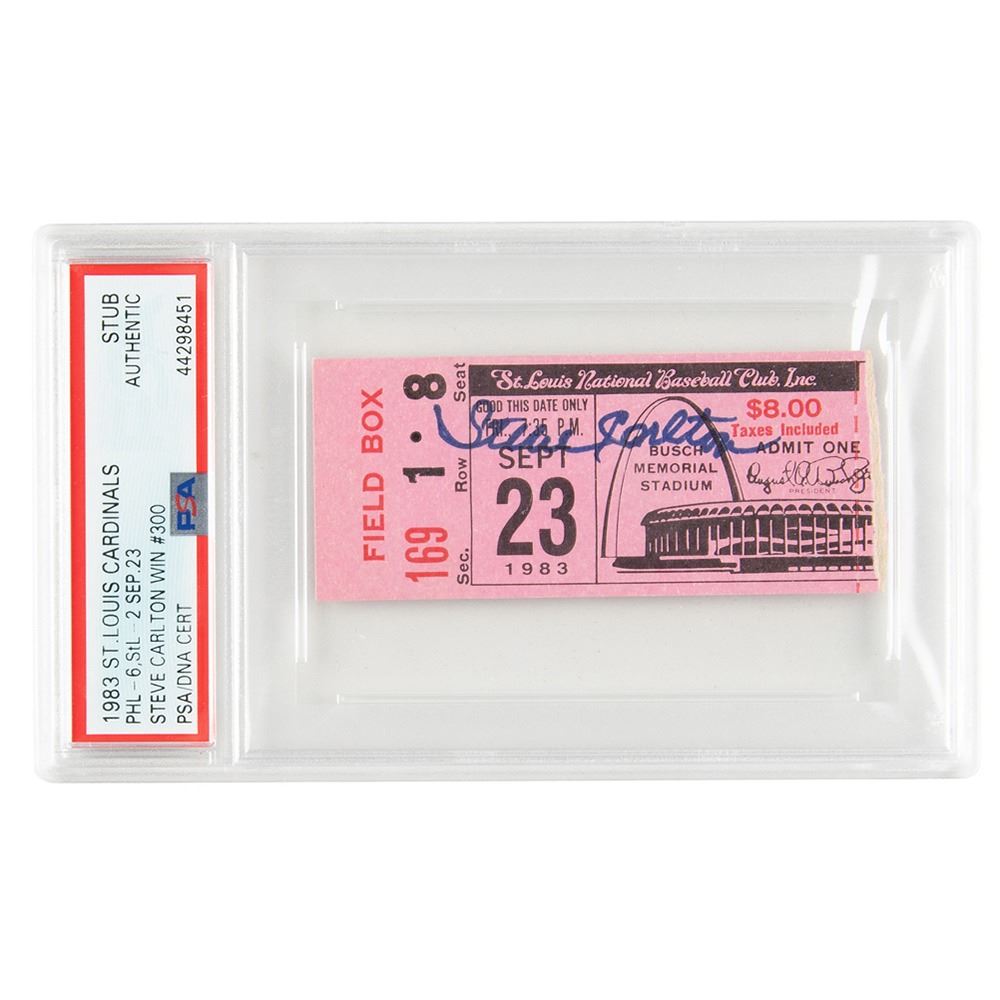 1983 ST.LOUIS CARDINALS
PHL - 6, StL - 2 SEP.23
STEVE CARLTON WIN #300
PSA/DNA CERT
STUB
AUTHENTIC
44298451
PSA
FIELD BOX
169 1 • 8
Sec. Row Seat
St. Louis National Baseball Club, Inc.
GOOD THIS DATE ONLY
FRI., 7:35 P.M.
SEPT
23
1983
Steve Carlton
BUSCH
MEMORIAL
STADIUM
$8.00
Taxes Included
ADMIT ONE
PRESIDENT